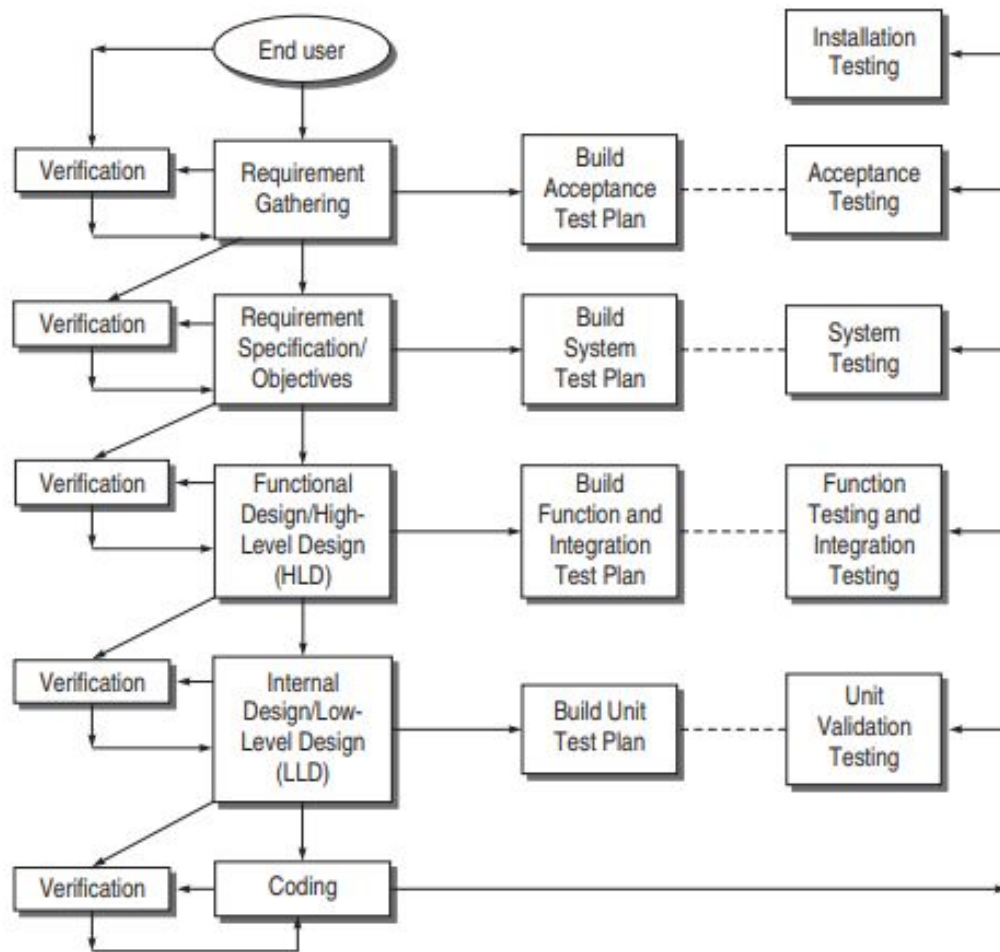 End user
Installation
Testing
Verification
Requirement
Gathering
Build
Acceptance
Test Plan
Acceptance
Testing
Verification
Requirement
Specification/
Objectives
Build
System
Test Plan
System
Testing
Verification
Functional
Design/High-
Level Design
(HLD)
Build
Function and
Integration
Test Plan
Function
Testing and
Integration
Testing
Verification
Internal
Design/Low-
Level Design
(LLD)
Build Unit
Test Plan
Unit
Validation
Testing
Verification
Coding